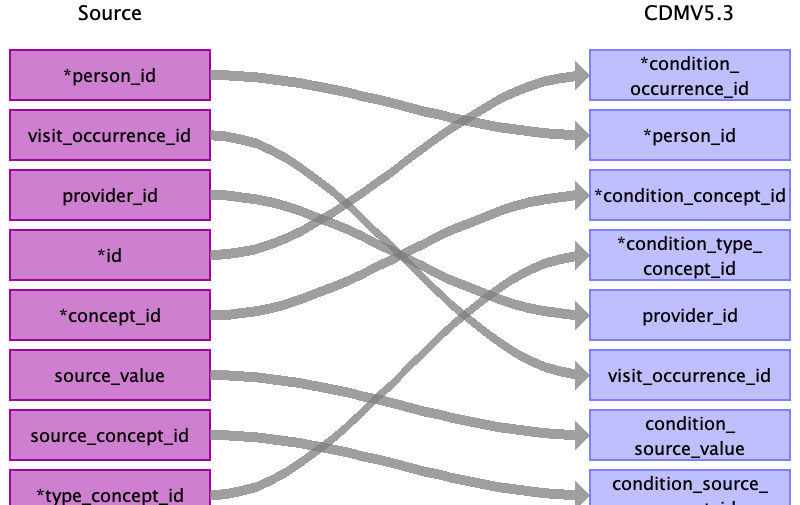 Source
CDMV5.3
*person_id
*condition_
occurrence_id
visit_occurrence_id
*person_id
provider_id
*condition_concept_id
*id
*condition_type_
concept_id
*concept_id
provider_id
source_value
visit_occurrence_id
source_concept_id
condition_
source_value
*type_concept_id
condition_source_